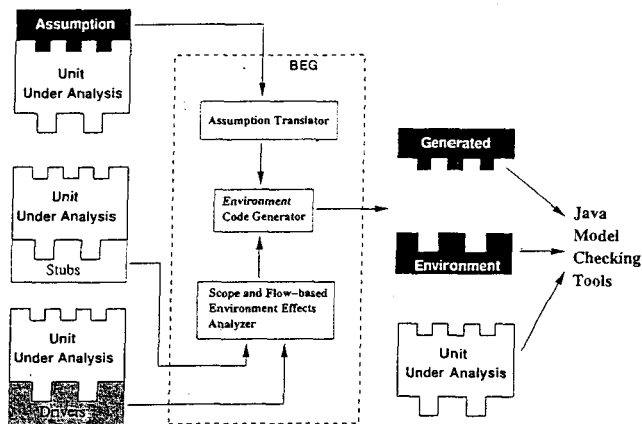 Assumption
Unit
Under Analysis
Unit
Under Analysis
Stubs
Unit
Under Analysis
Drivers
BEG
Assumption Translator
Environment
Code Generator
Scope and Flow-based
Environment Effects
Analyzer
Generated
Environment
Unit
Under Analysis
Java
Model
Checking
Tools